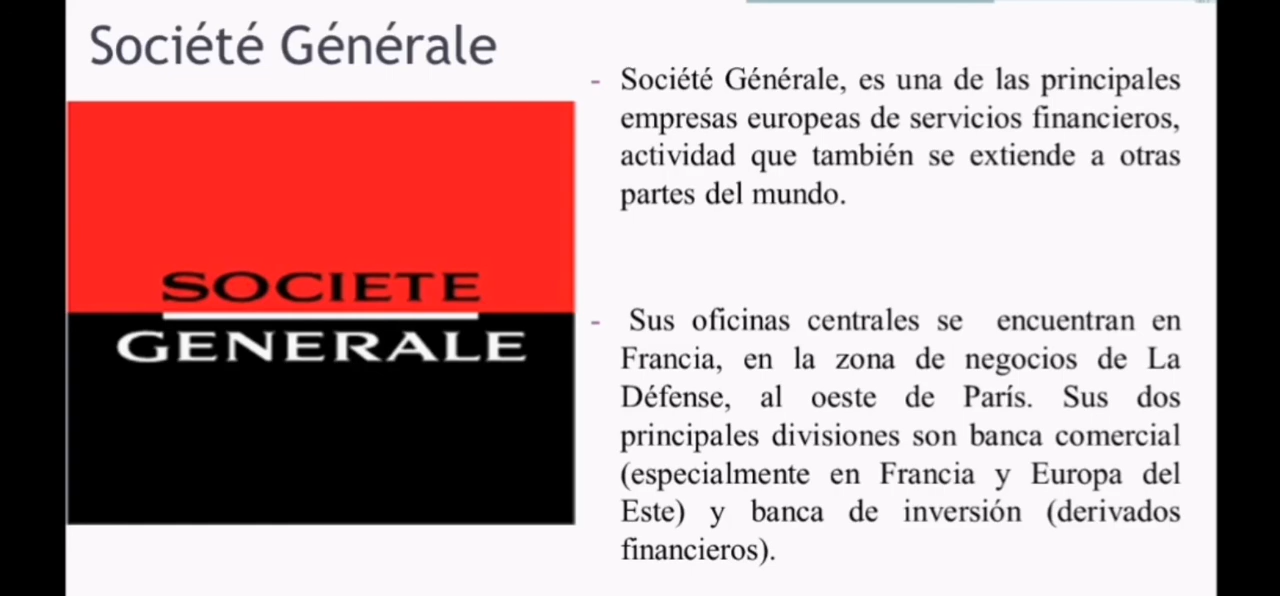 Société Générale
SOCIETE
GENERALE
- Société Générale, es una de las principales
empresas europeas de servicios financieros,
actividad que también se extiende a otras
partes del mundo.
- Sus oficinas centrales se encuentran en
Francia, en la zona de negocios de La
Défense, al oeste de París. Sus dos
principales divisiones son banca comercial
(especialmente en Francia y Europa del
Este) y banca de inversión (derivados
financieros).